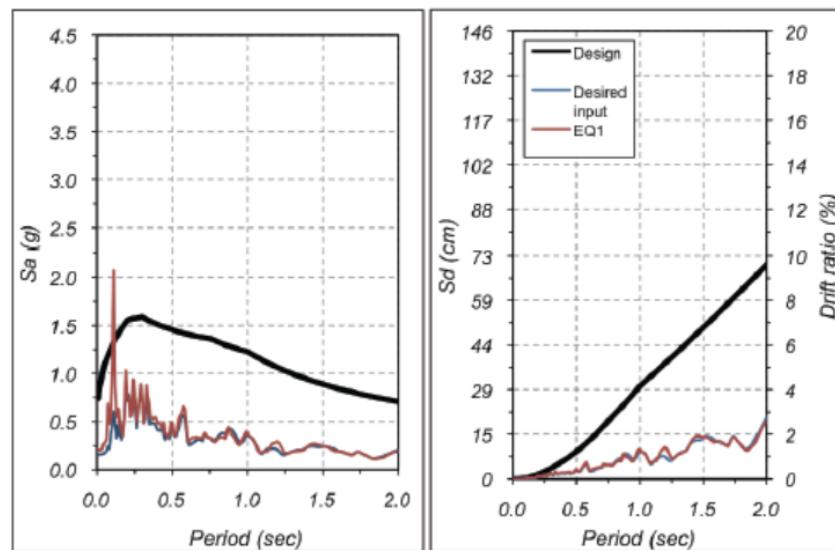 4.5
4.0
3.5
3.0
2.5
2.0
1.5
1.0
0.5
0.0
Sa (g)
0.0 0.5 1.0 1.5 2.0
Period (sec)
146
132
117
102
88
73
59
44
29
15
0
Sd (cm)
Design
Desired
input
EQ1
20
18
16
14
12
10
8
6
4
2
0
Drift ratio (%)
0.0 0.5 1.0 1.5 2.0
Period (sec)